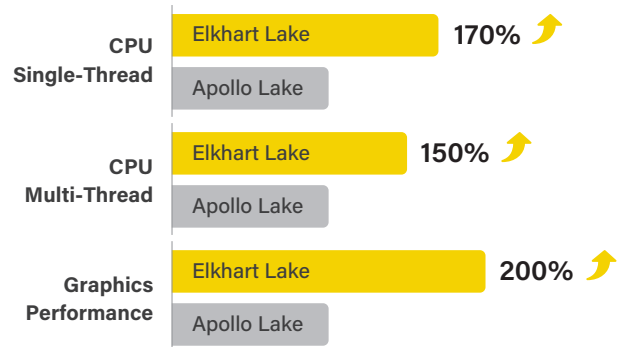 CPU
Single-Thread
Elkhart Lake
170%
Apollo Lake
CPU
Multi-Thread
Elkhart Lake
150%
Apollo Lake
Graphics
Performance
Elkhart Lake
200%
Apollo Lake